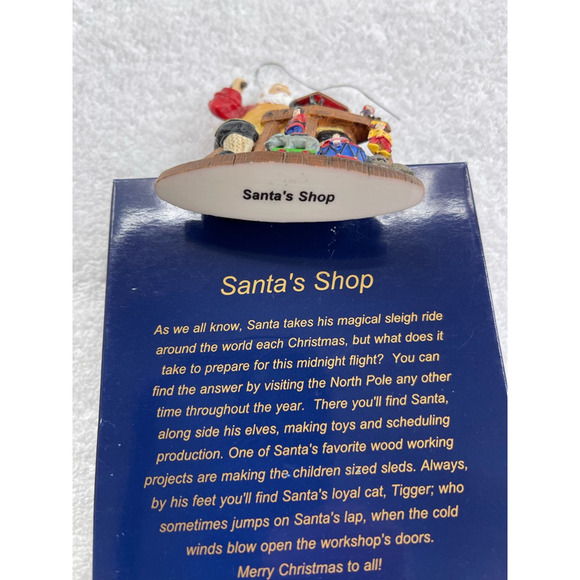 Santa's Shop
Santa's Shop
As we all know, Santa takes his magical sleigh ride
around the world each Christmas, but what does it
take to prepare for this midnight flight?  You can
find the answer by visiting the North Pole any other
time throughout the year.  There you'll find Santa,
along side his elves, making toys and scheduling
production. One of Santa's favorite wood working
projects are making the children sized sleds. Always,
by his feet you'll find Santa's loyal cat, Tigger; who
sometimes jumps on Santa's lap, when the cold
winds blow open the workshop's doors.
Merry Christmas to all!